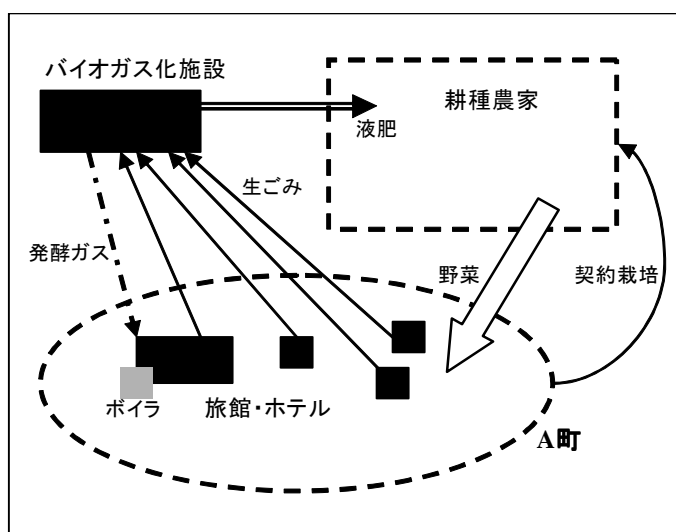 バイオガス化施設
耕種農家
液肥
生ごみ
発酵ガス
野菜
契約栽培
ボイラ
旅館・ホテル
A町